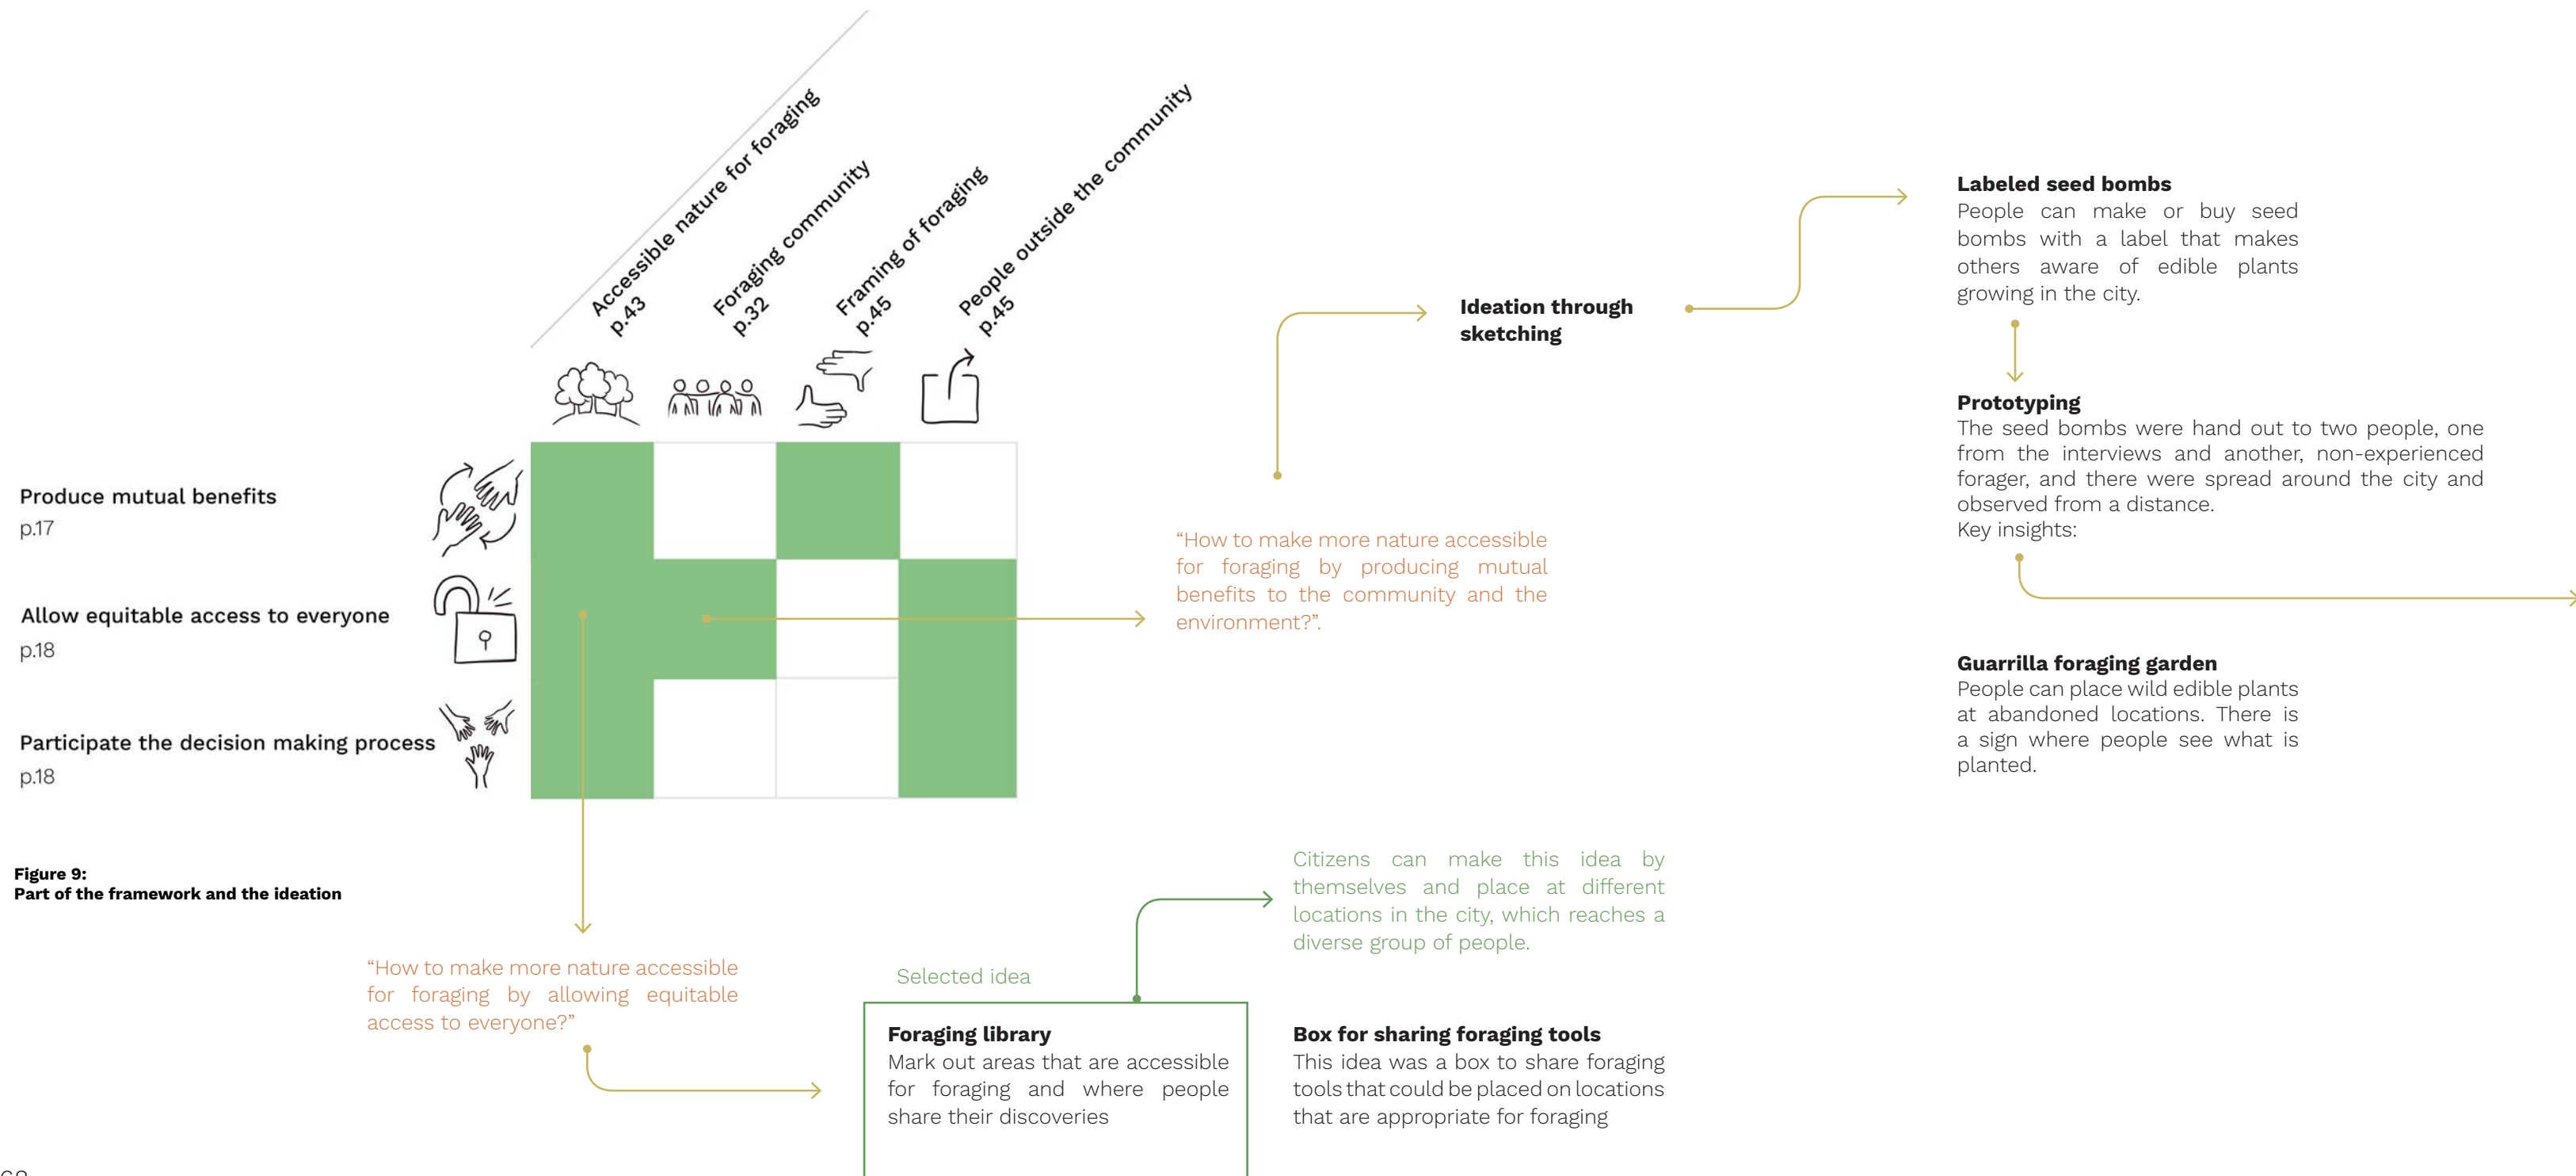 Accessible nature for foraging
p.43
Foraging community
p.32
Framing of foraging
p.45
People outside the community
p.45
Produce mutual benefits
p.17
Allow equitable access to everyone
p.18
Participate the decision making process
p.18
Figure 9:
Part of the framework and the ideation
“How to make more nature accessible
for foraging by producing mutual
benefits to the community and the
environment?”.
Ideation through
sketching
Labeled seed bombs
People can make or buy seed
bombs with a label that makes
others aware of edible plants
growing in the city.
Prototyping
The seed bombs were hand out to two people, one
from the interviews and another, non-experienced
forager, and there were spread around the city and
observed from a distance.
Key insights:
Guarrilla foraging garden
People can place wild edible plants
at abandoned locations. There is
a sign where people see what is
planted.
“How to make more nature accessible
for foraging by allowing equitable
access to everyone?”
Selected idea
Foraging library
Mark out areas that are accessible
for foraging and where people
share their discoveries
Citizens can make this idea by
themselves and place at different
locations in the city, which reaches a
diverse group of people.
Box for sharing foraging tools
This idea was a box to share foraging
tools that could be placed on locations
that are appropriate for foraging